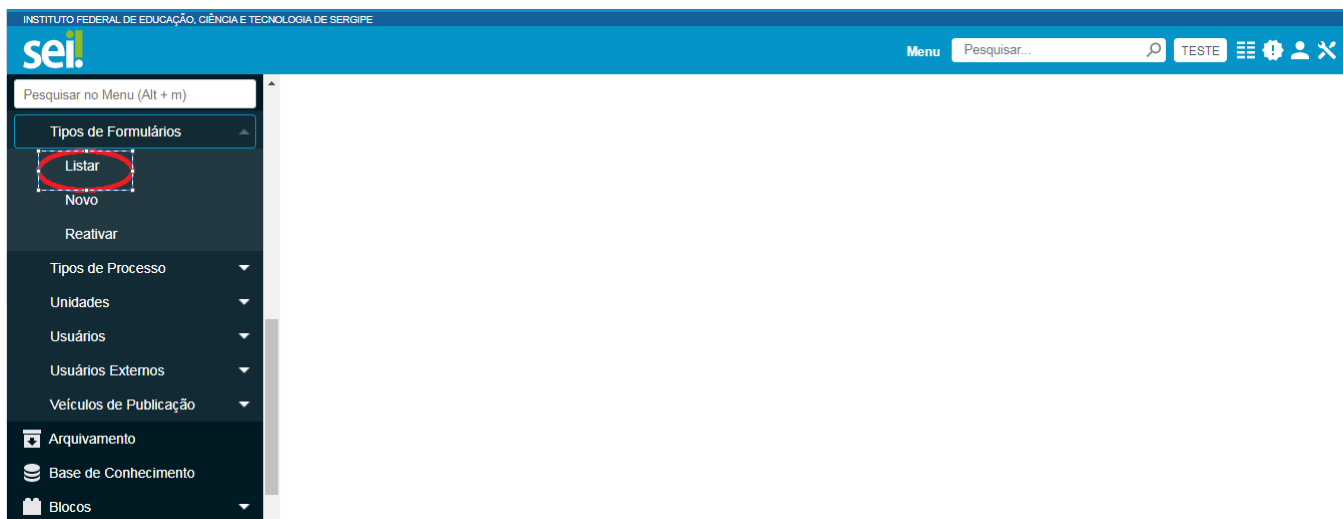 INSTITUTO FEDERAL DE EDUCAÇÃO, CIÊNCIA E TECNOLOGIA DE SERGIPE
sei!
Menu
Pesquisar...
TESTE
Pesquisar no Menu (Alt + m)
Tipos de Formulários
Listar
Novo
Reativar
Tipos de Processo
Unidades
Usuários
Usuários Externos
Veículos de Publicação
Arquivamento
Base de Conhecimento
Blocos